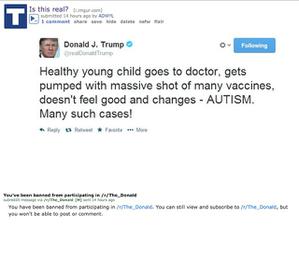 Is this real? (i.imgur.com)
submitted 14 hours ago by ADWYL
1 comment share save hide delete nsfw flair
Donald J. Trump
@realDonaldTrump
Following
Healthy young child goes to doctor, gets
pumped with massive shot of many vaccines,
doesn't feel good and changes - AUTISM.
Many such cases!
Reply Retweet Favorite More
You've been banned from participating in /r/The_Donald
subreddit message via /r/The_Donald [M] sent 14 hours ago
You have been banned from participating in /r/The_Donald. You can still view and subscribe to /r/The_Donald, but
you won't be able to post or comment.